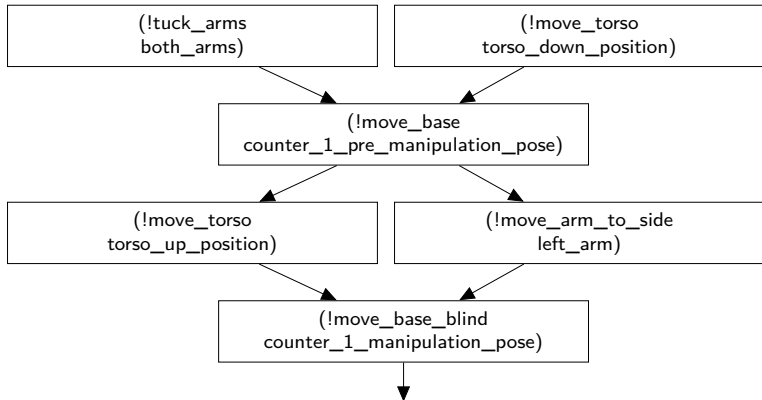 (!tuck_arms
both_arms)
(!move_torso
torso_down_position)
(!move_base
counter_1_pre_manipulation_pose)
(!move_torso
torso_up_position)
(!move_arm_to_side
left_arm)
(!move_base_blind
counter_1_manipulation_pose)